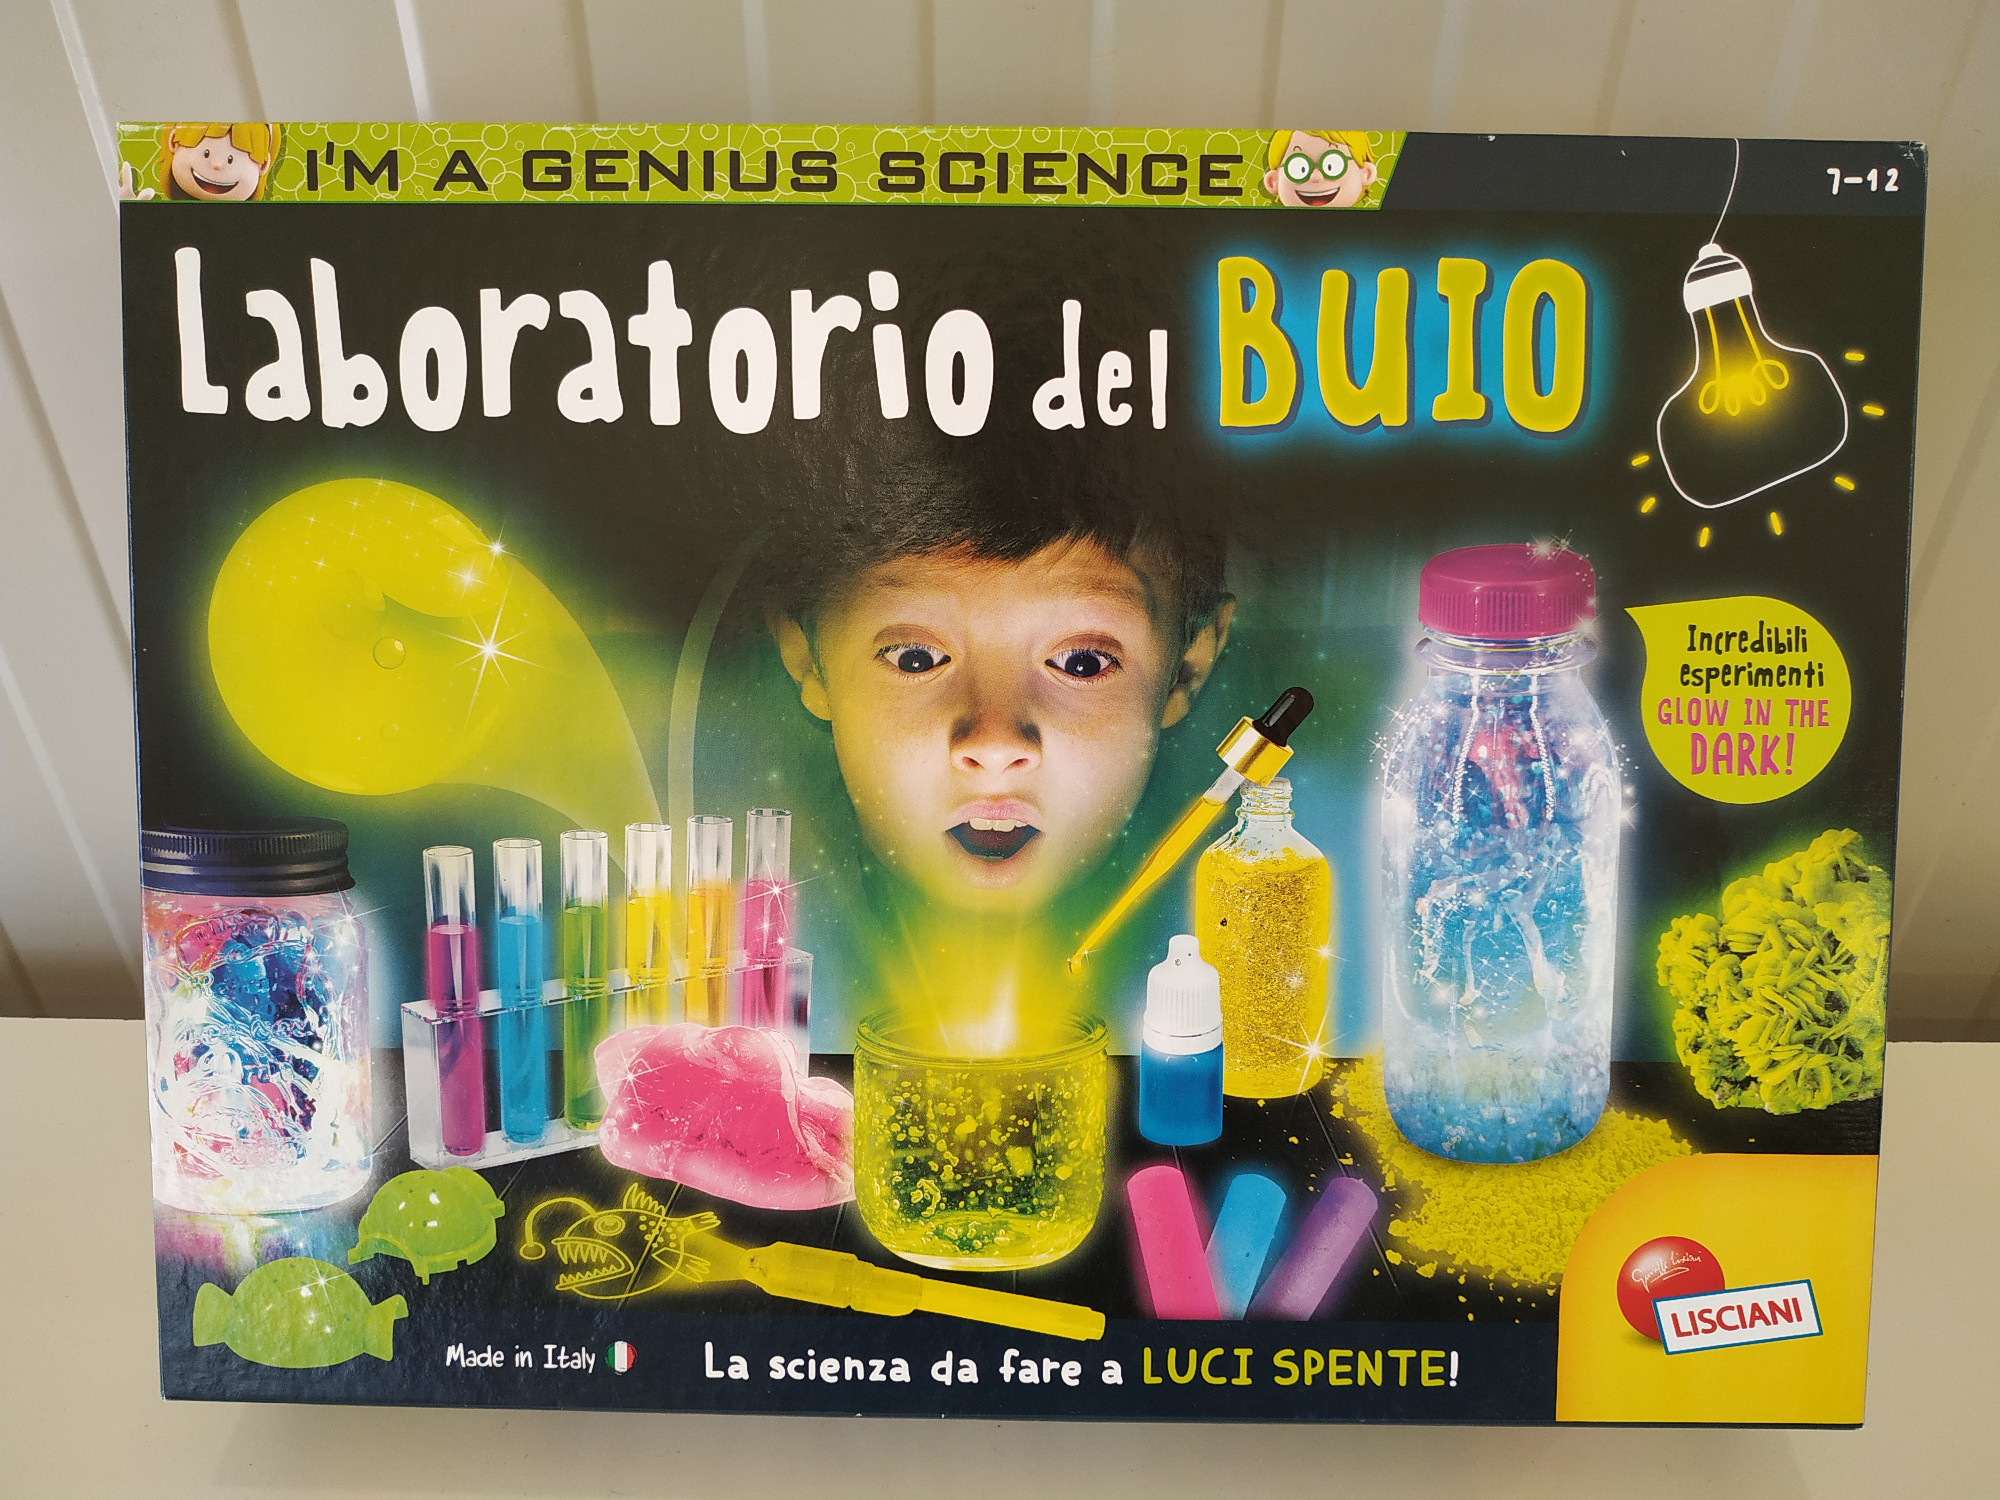 I'M A GENIUS SCIENCE
7-12
Laboratorio del BUIO
Incredibili
esperimenti
GLOW IN THE
DARK!
LISCIANI
Made in Italy
La scienza da fare a LUCI SPENTE!